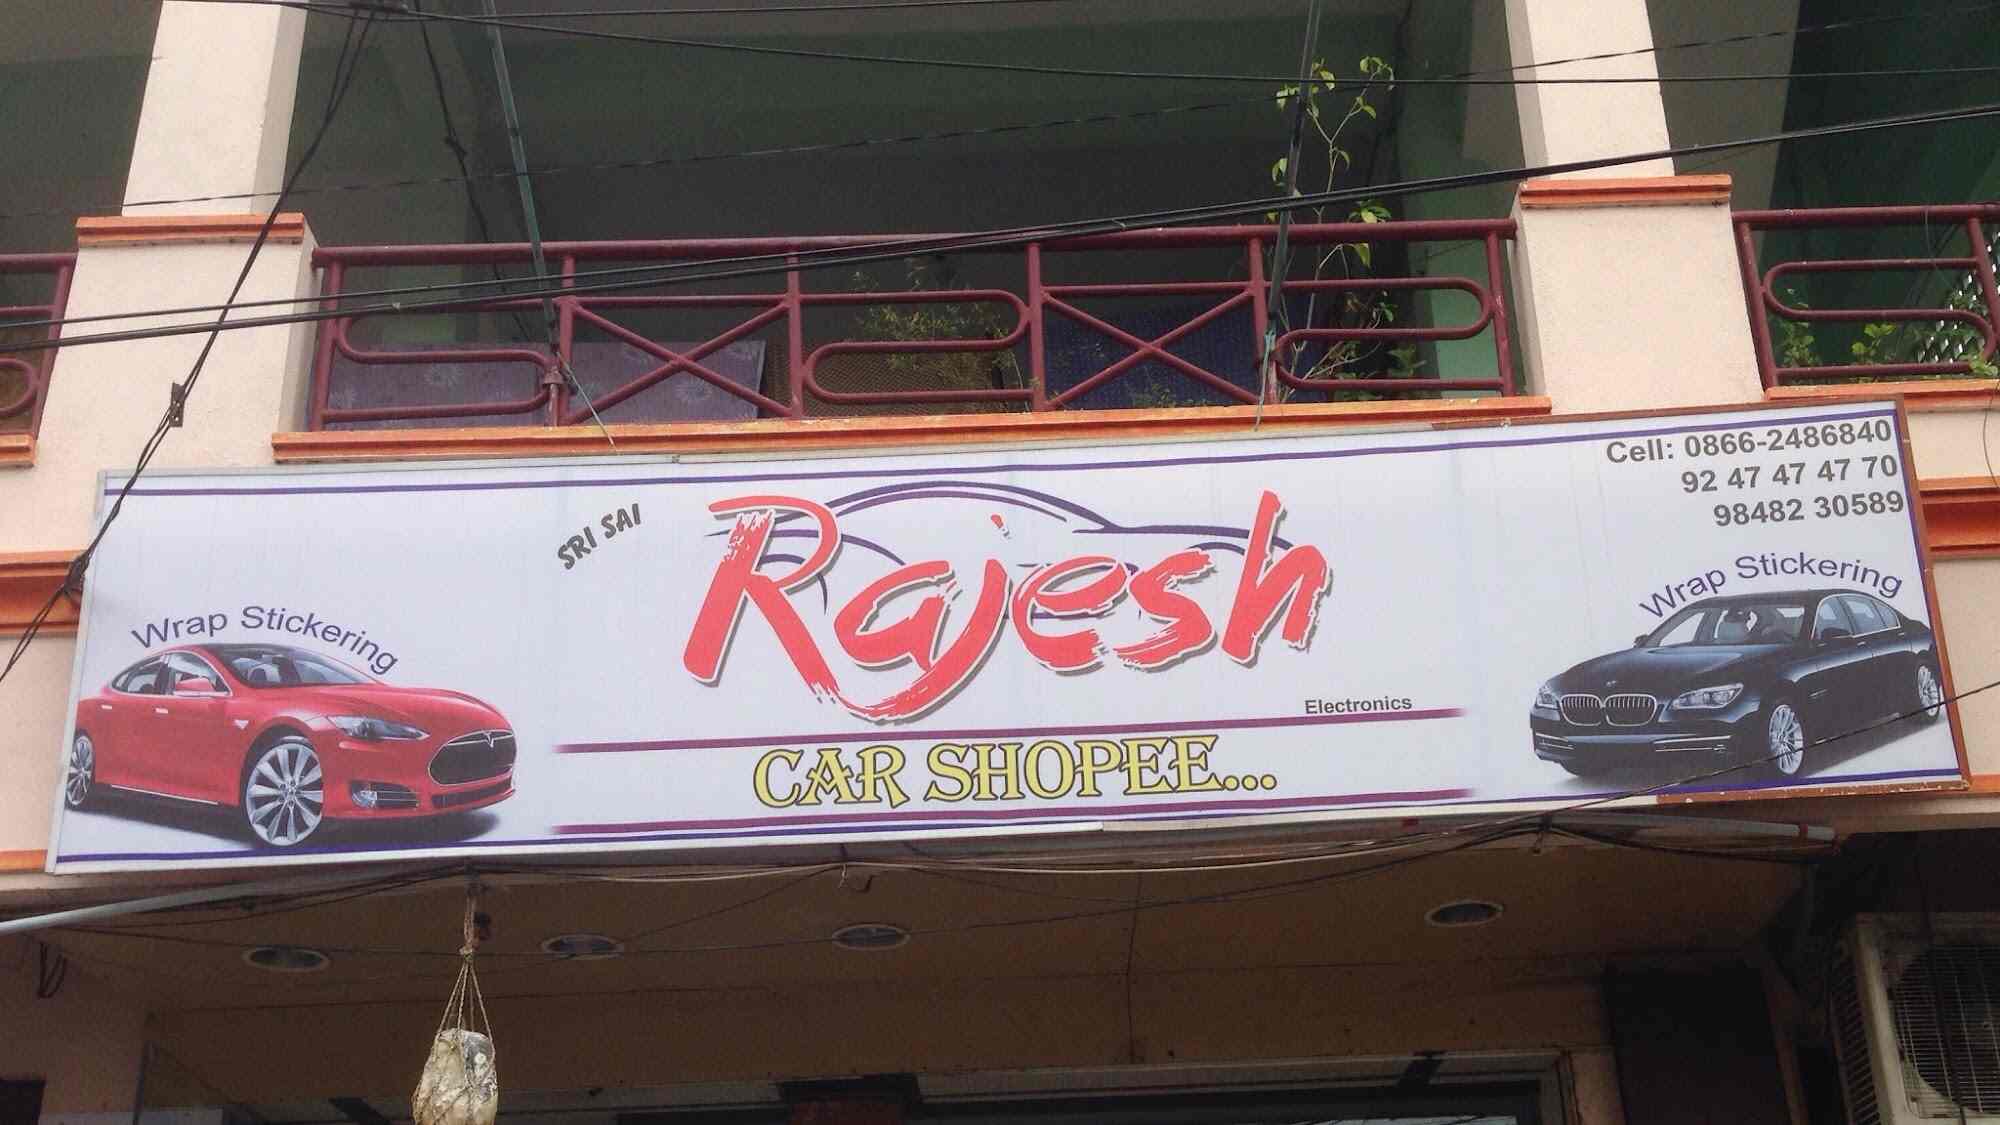 Cell: 0866-2486840
92 47 47 47 70
98482 30589
SRI SAI
Rajesh
Electronics
CAR SHOPEE...
Wrap Stickering
Wrap Stickering